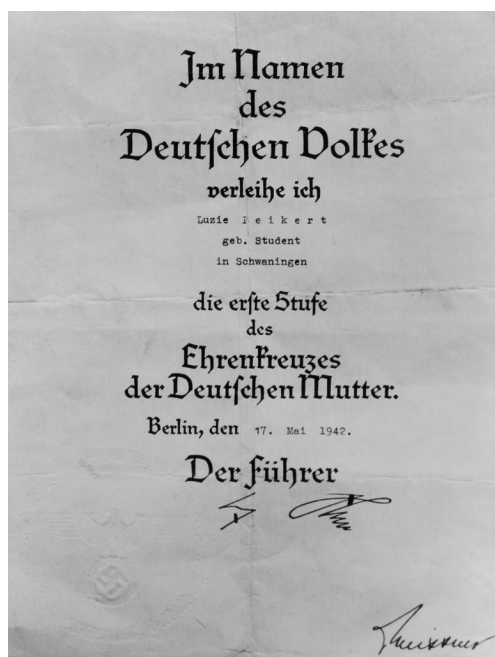 Im Namen
des
Deutschen Volkes
verleihe ich
Luzie Reikert
geb. Student
in Schwaningen
die erste Stufe
des
Ehrenkreuzes
der Deutschen Mutter.
Berlin, den 17. Mai 1942.
Der Führer